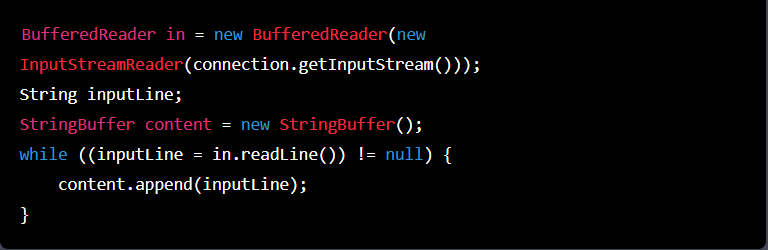 BufferedReader in = new BufferedReader(new
InputStreamReader(connection.getInputStream()));
String inputLine;
StringBuffer content = new StringBuffer();
while ((inputLine = in.readLine()) != null) {
    content.append(inputLine);
}